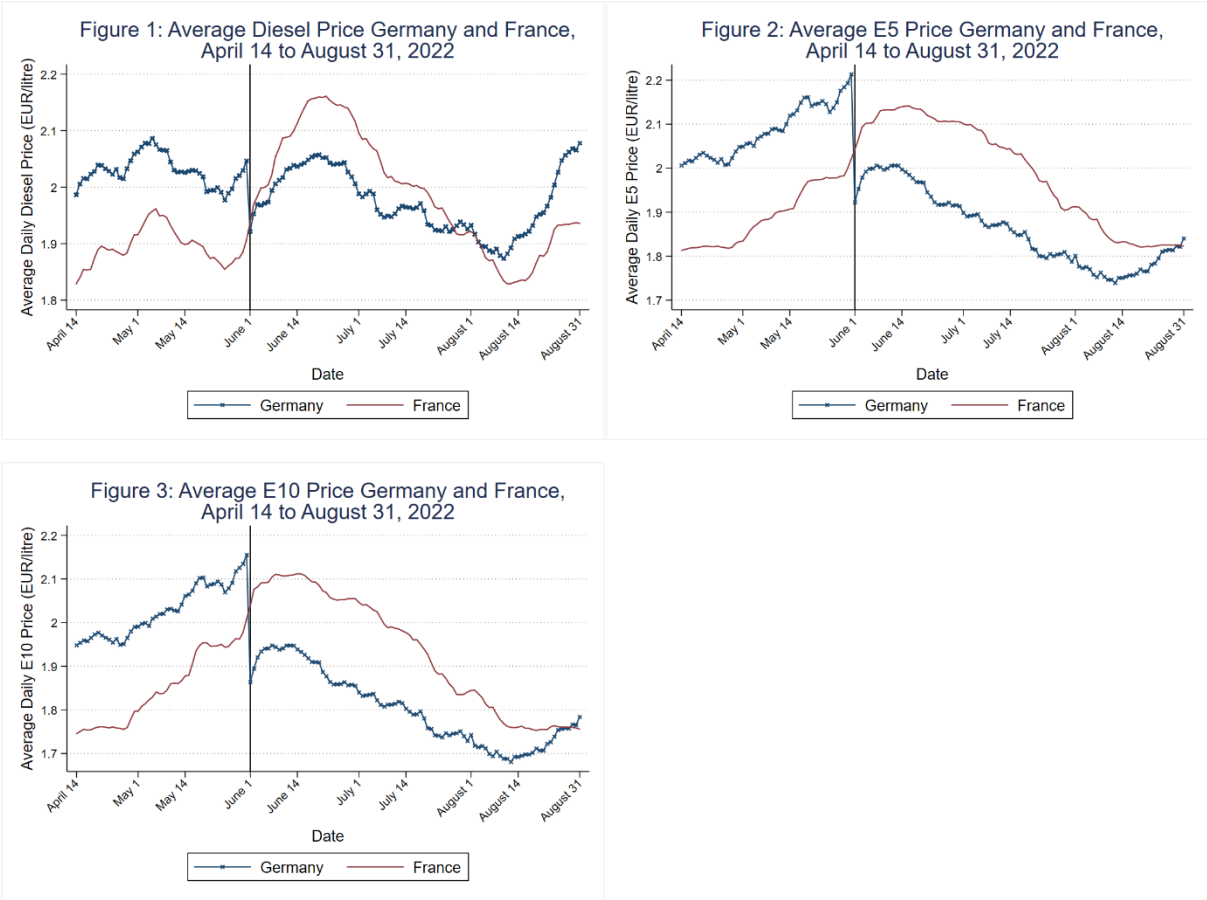 Figure 1: Average Diesel Price Germany and France,
April 14 to August 31, 2022
Average Daily Diesel Price (EUR/litre)
2.2
2.1
2
1.9
1.8
April 14
May 1
May 14
June 1
June 14
July 1
July 14
August 1
August 14
August 31
Date
Germany France
Figure 2: Average E5 Price Germany and France,
April 14 to August 31, 2022
Average Daily E5 Price (EUR/litre)
2.2
2.1
2
1.9
1.8
1.7
April 14
May 1
May 14
June 1
June 14
July 1
July 14
August 1
August 14
August 31
Date
Germany France
Figure 3: Average E10 Price Germany and France,
April 14 to August 31, 2022
Average Daily E10 Price (EUR/litre)
2.2
2.1
2
1.9
1.8
1.7
April 14
May 1
May 14
June 1
June 14
July 1
July 14
August 1
August 14
August 31
Date
Germany France